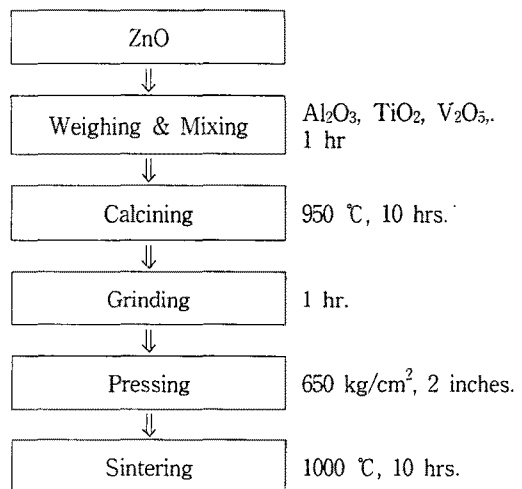 ZnO
⇓
Weighing & Mixing
Al₂O₃, TiO₂, V₂O₅,.
1 hr
⇓
Calcining
950 ℃, 10 hrs.
⇓
Grinding
1 hr.
⇓
Pressing
650 kg/cm², 2 inches.
⇓
Sintering
1000 ℃, 10 hrs.